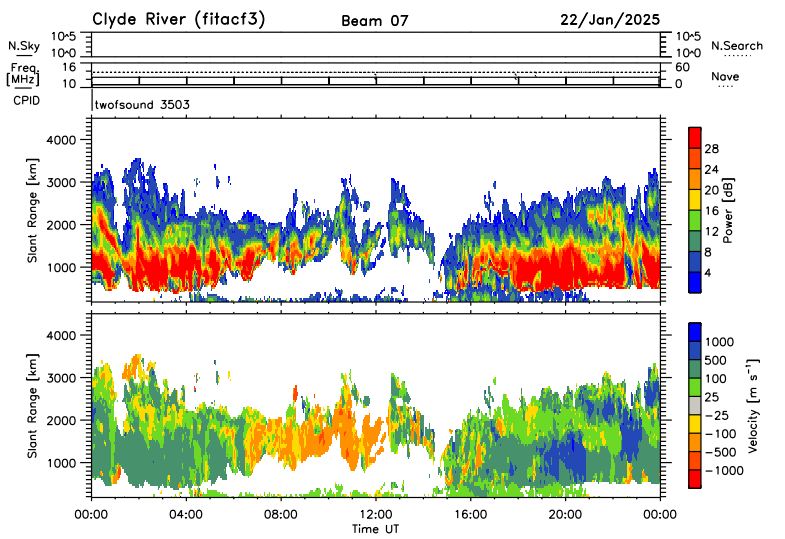 Clyde River (fitacf3) Beam 07 22/Jan/2025
N.Sky 10^5 10^5 N.Search
10^0 10^0
Freq. 16 60
[MHz] 10 0 Nave
CPID twofsound 3503
Slant Range [km]
4000
3000
2000
1000
28
24
20
16
12
8
4
Power [dB]
Slant Range [km]
4000
3000
2000
1000
1000
500
100
25
−25
−100
−500
−1000
Velocity [m s⁻¹]
00:00 04:00 08:00 12:00 16:00 20:00 00:00
Time UT